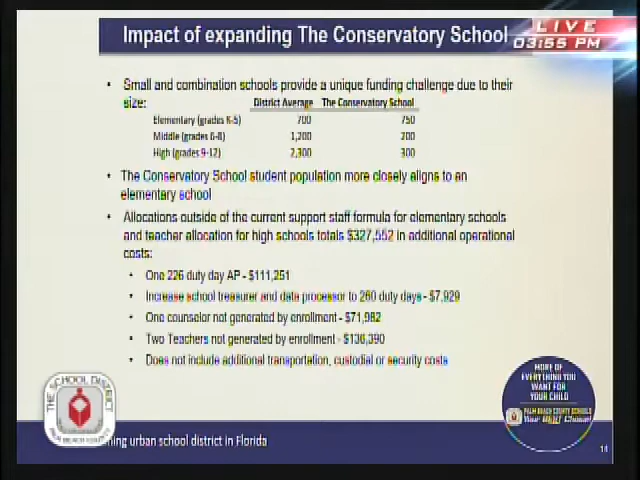 Impact of expanding The Conservatory School
LIVE
03:55 PM
• Small and combination schools provide a unique funding challenge due to their
size:
District Average The Conservatory School
Elementary (grades K-5) 700 750
Middle (grades 6-8) 1,200 200
High (grades 9-12) 2,300 300
• The Conservatory School student population more closely aligns to an
elementary school
• Allocations outside of the current support staff formula for elementary schools
and teacher allocation for high schools totals $327,552 in additional operational
costs:
• One 226 duty day AP - $111,251
• Increase school treasurer and data processor to 260 duty days - $7,929
• One counselor not generated by enrollment - $71,982
• Two Teachers not generated by enrollment - $136,390
• Does not include additional transportation, custodial or security costs
MORE OF
EVERYTHING YOU
WANT FOR
YOUR CHILD
PALM BEACH COUNTY SCHOOLS
Your BEST Choice!
THE SCHOOL DISTRICT
PALM BEACH COUNTY
ning urban school district in Florida